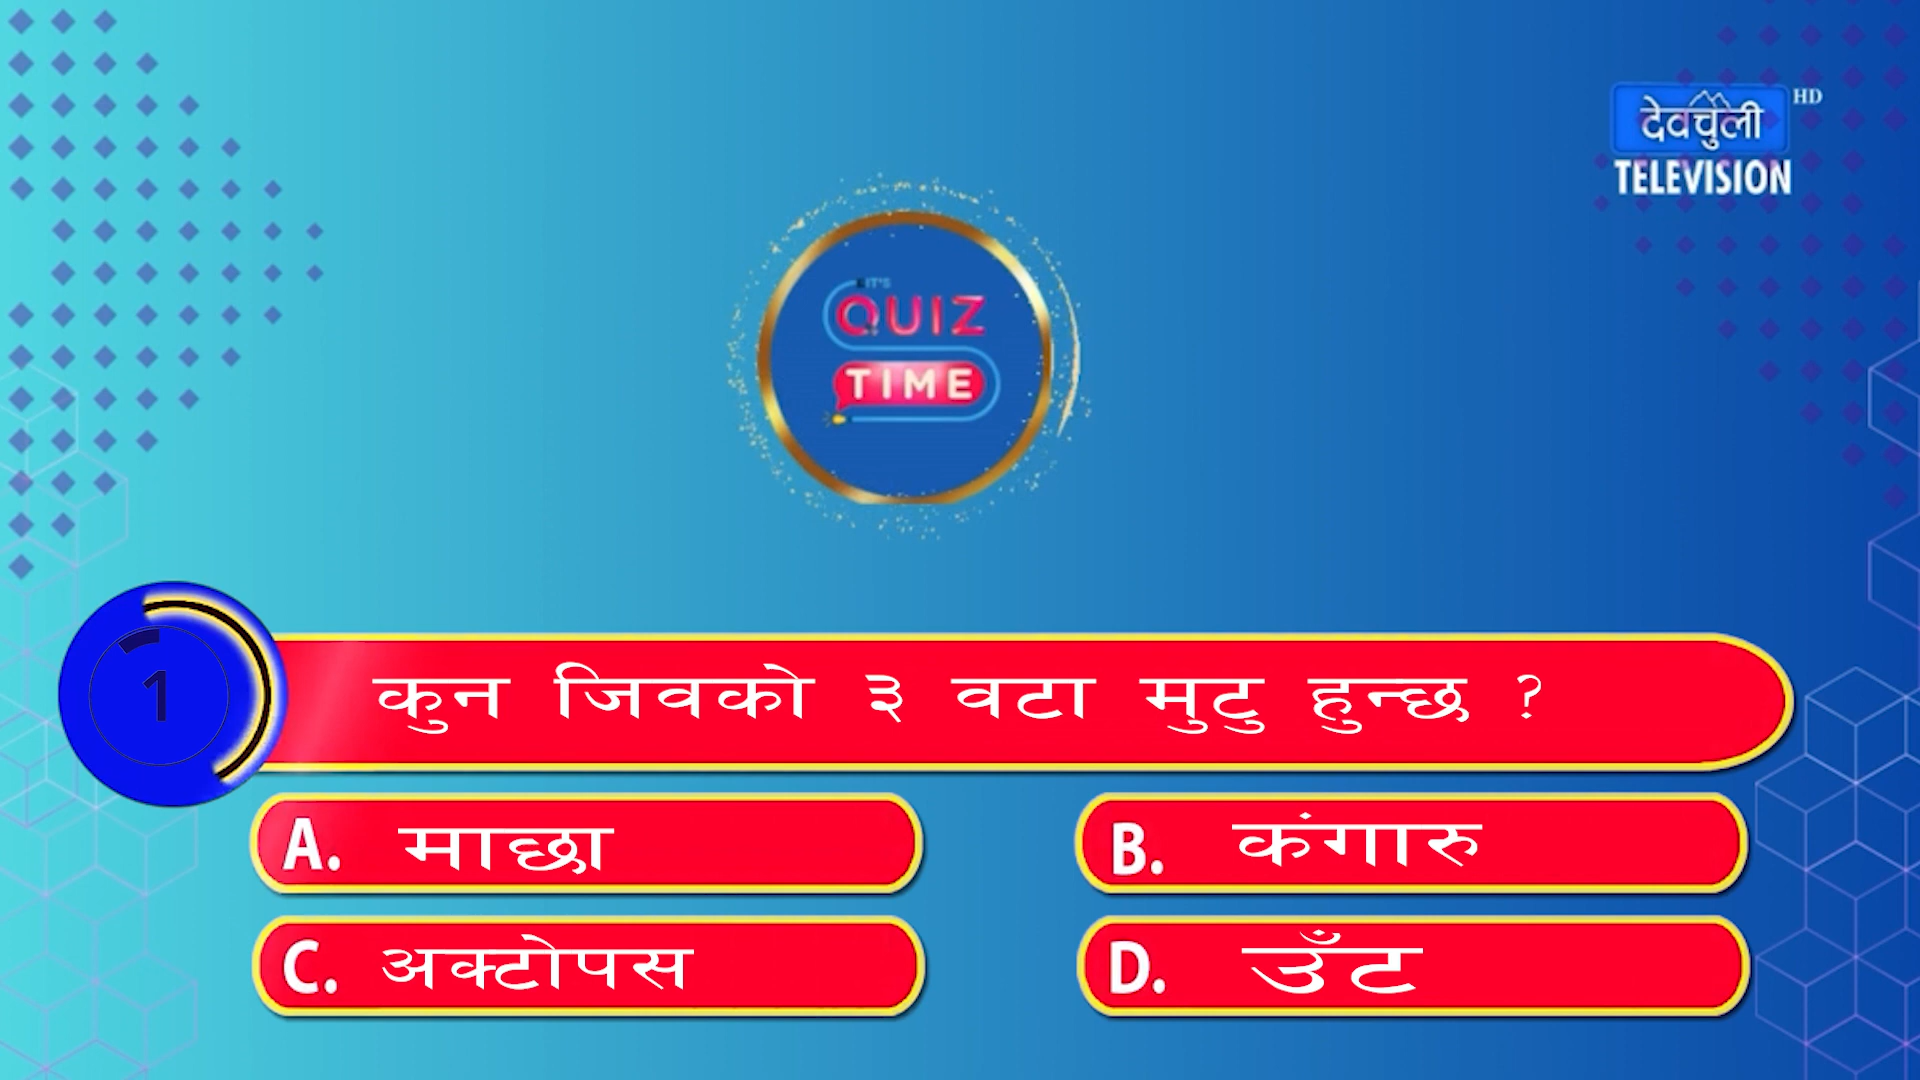 देवचुली HD
TELEVISION
IT'S
QUIZ
TIME
1
कुन जिवको ३ वटा मुटु हुन्छ ?
A. माछा
B. कंगारु
C. अक्टोपस
D. उँट